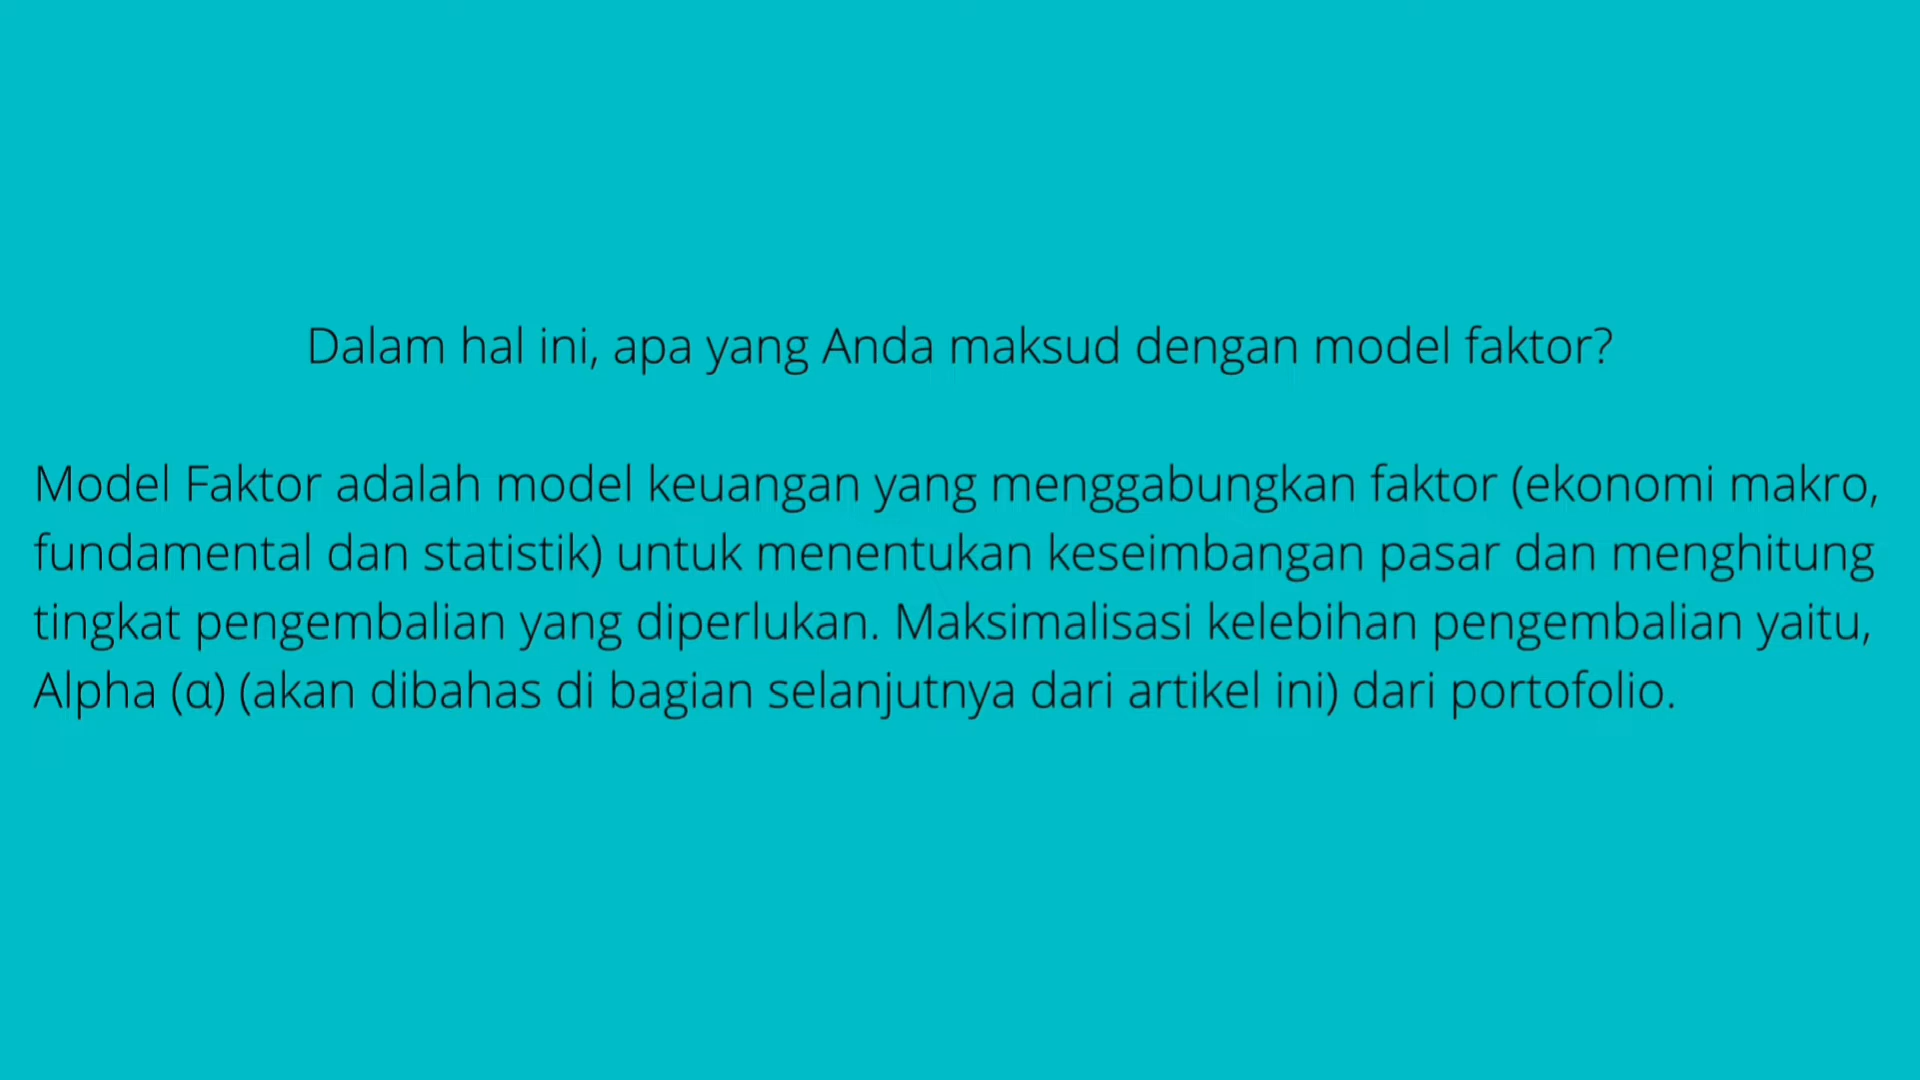 Dalam hal ini, apa yang Anda maksud dengan model faktor?
Model Faktor adalah model keuangan yang menggabungkan faktor (ekonomi makro,
fundamental dan statistik) untuk menentukan keseimbangan pasar dan menghitung
tingkat pengembalian yang diperlukan. Maksimalisasi kelebihan pengembalian yaitu,
Alpha (α) (akan dibahas di bagian selanjutnya dari artikel ini) dari portofolio.